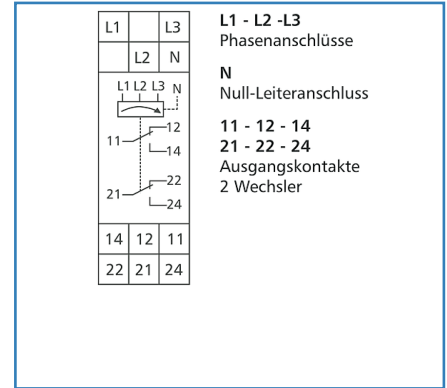 L1 L3
L2 N
L1 L2 L3 N
12
11
14
22
21
24
14 12 11
22 21 24
L1 - L2 -L3
Phasenanschlüsse
N
Null-Leiteranschluss
11 - 12 - 14
21 - 22 - 24
Ausgangskontakte
2 Wechsler